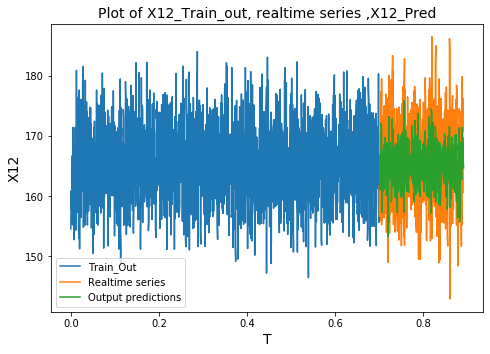 Plot of X12_Train_out, realtime series ,X12_Pred
X12
180
170
160
150
Train_Out
Realtime series
Output predictions
0.0 0.2 0.4 0.6 0.8
T